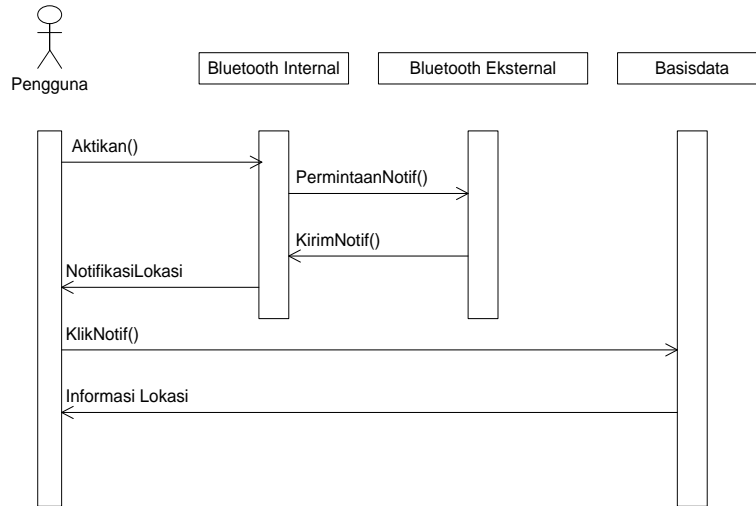 Pengguna
Bluetooth Internal
Bluetooth Eksternal
Basisdata
Aktikan()
PermintaanNotif()
KirimNotif()
NotifikasiLokasi
KlikNotif()
Informasi Lokasi